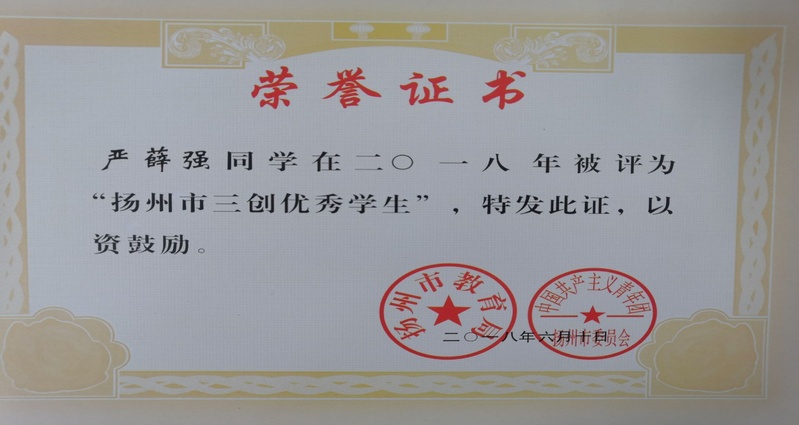 荣誉证书
严薛强同学在二〇一八年被评为
“扬州市三创优秀学生”，特发此证，以
资鼓励。
扬州市教育局
中国共产主义青年团
扬州市委员会
二〇一八年六月十日